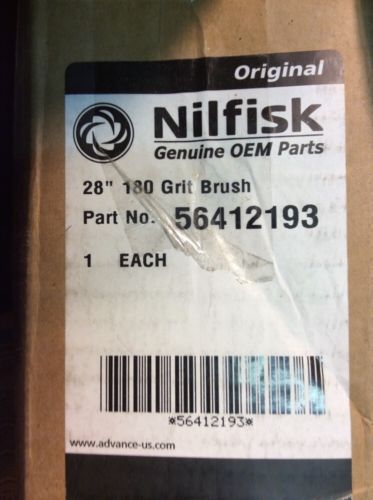 Original
Nilfisk
Genuine OEM Parts
28" 180 Grit Brush
Part No. 56412193
1 EACH
*56412193*
www.advance-us.com